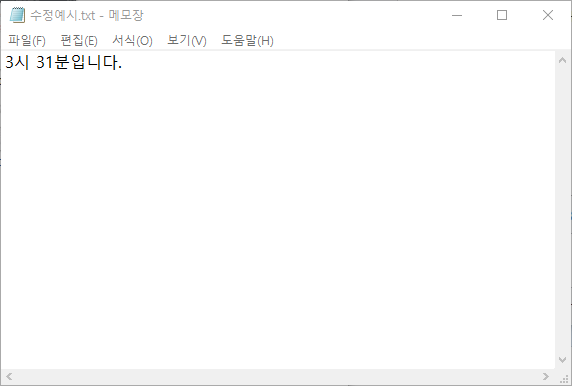 수정예시.txt - 메모장
파일(F) 편집(E) 서식(O) 보기(V) 도움말(H)
3시 31분입니다.